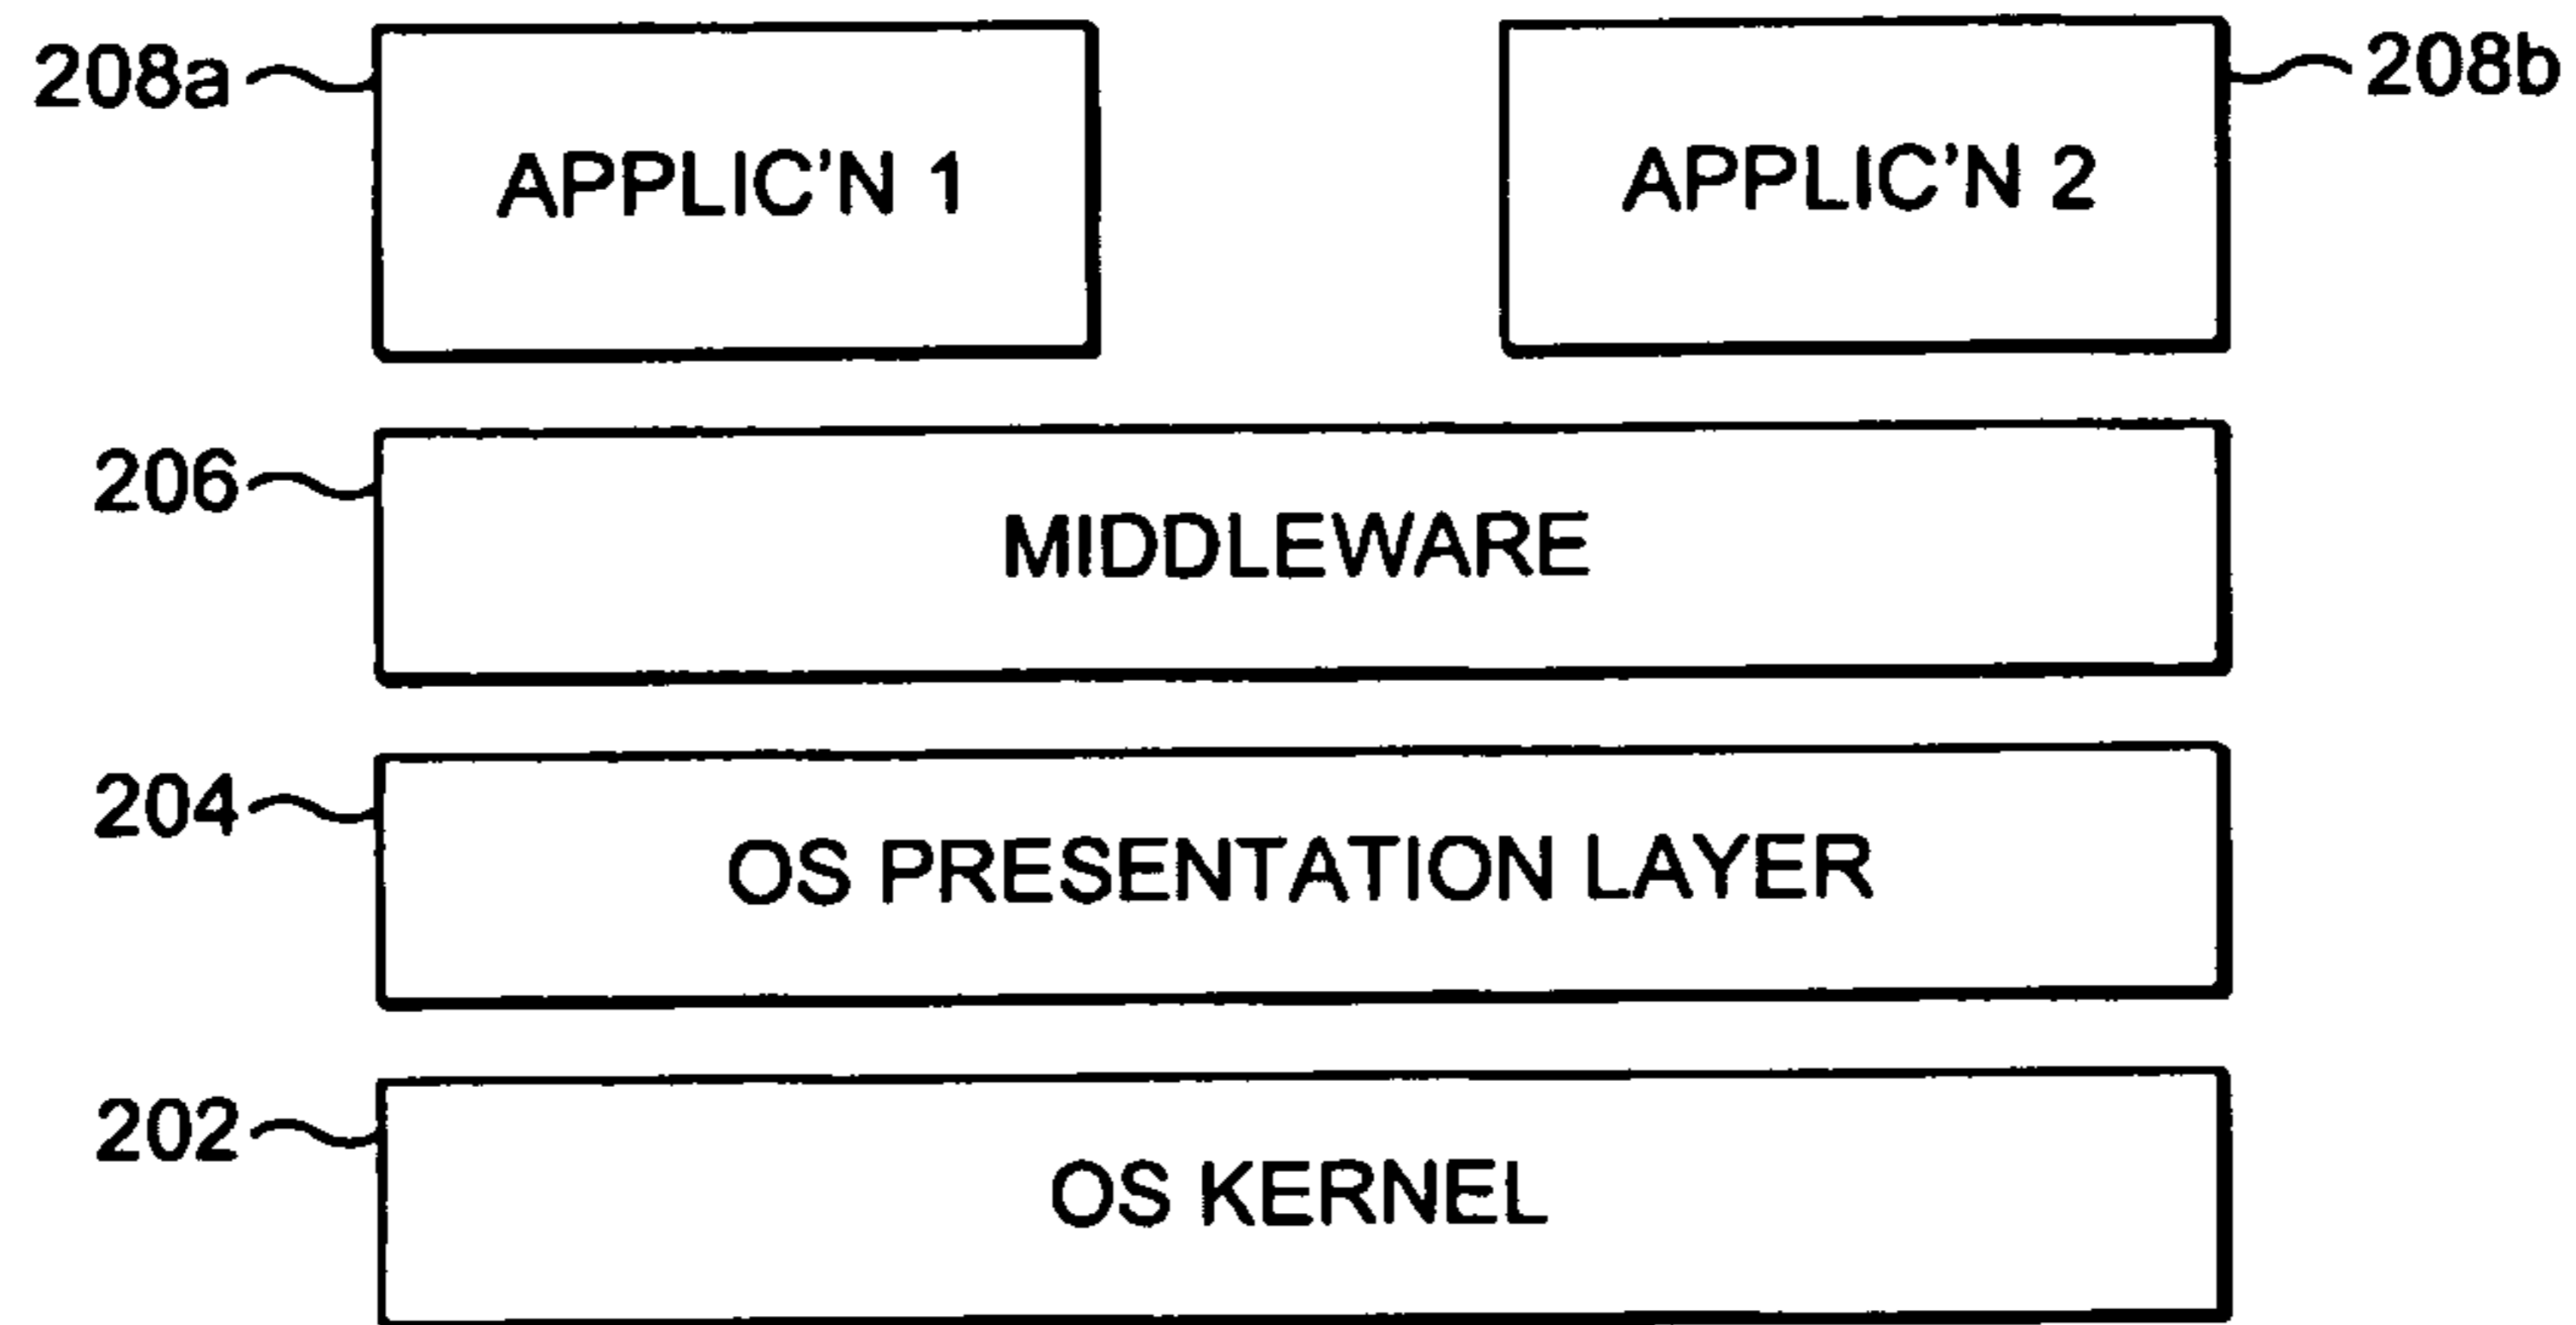 208a
208b
APPLIC’N 1
APPLIC’N 2
206
MIDDLEWARE
204
OS PRESENTATION LAYER
202
OS KERNEL